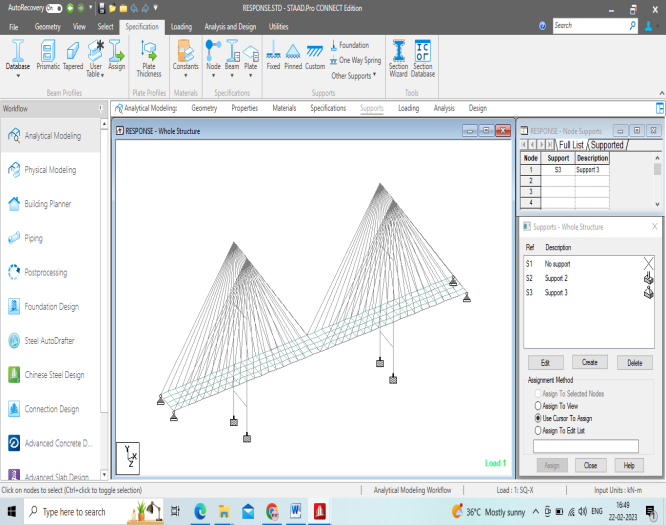 AutoRecovery On
RESPONSE.STD - STAAD.Pro CONNECT Edition
File Geometry View Select Specification Loading Analysis and Design Utilities
Search
Database Prismatic Tapered User Table Assign
Beam Profiles
Plate Thickness
Plate Profiles
Constants
Materials
Node Beam Plate
Specifications
Fixed Pinned Custom
Foundation
One Way Spring
Other Supports
Supports
Section Wizard Section Database
Tools
Workflow
Analytical Modeling: Geometry Properties Materials Specifications Supports Loading Analysis Design
Analytical Modeling
Physical Modeling
Building Planner
Piping
Postprocessing
Foundation Design
Steel AutoDrafter
Chinese Steel Design
Connection Design
Advanced Concrete D...
Advanced Slab Design
RESPONSE - Whole Structure
Y
X
Z
Load 1
RESPONSE - Node Supports
Full List Supported
Node Support Description
1 S3 Support 3
2
3
4
Supports - Whole Structure
Ref Description
S1 No support
S2 Support 2
S3 Support 3
Edit Create Delete
Assignment Method
Assign To Selected Nodes
Assign To View
Use Cursor To Assign
Assign To Edit List
Assign Close Help
Click on nodes to select (Ctrl+click to toggle selection)
Analytical Modeling Workflow
Load : 1: SQ-X
Input Units : kN-m
Type here to search
36°C Mostly sunny
ENG
16:49
22-02-2023